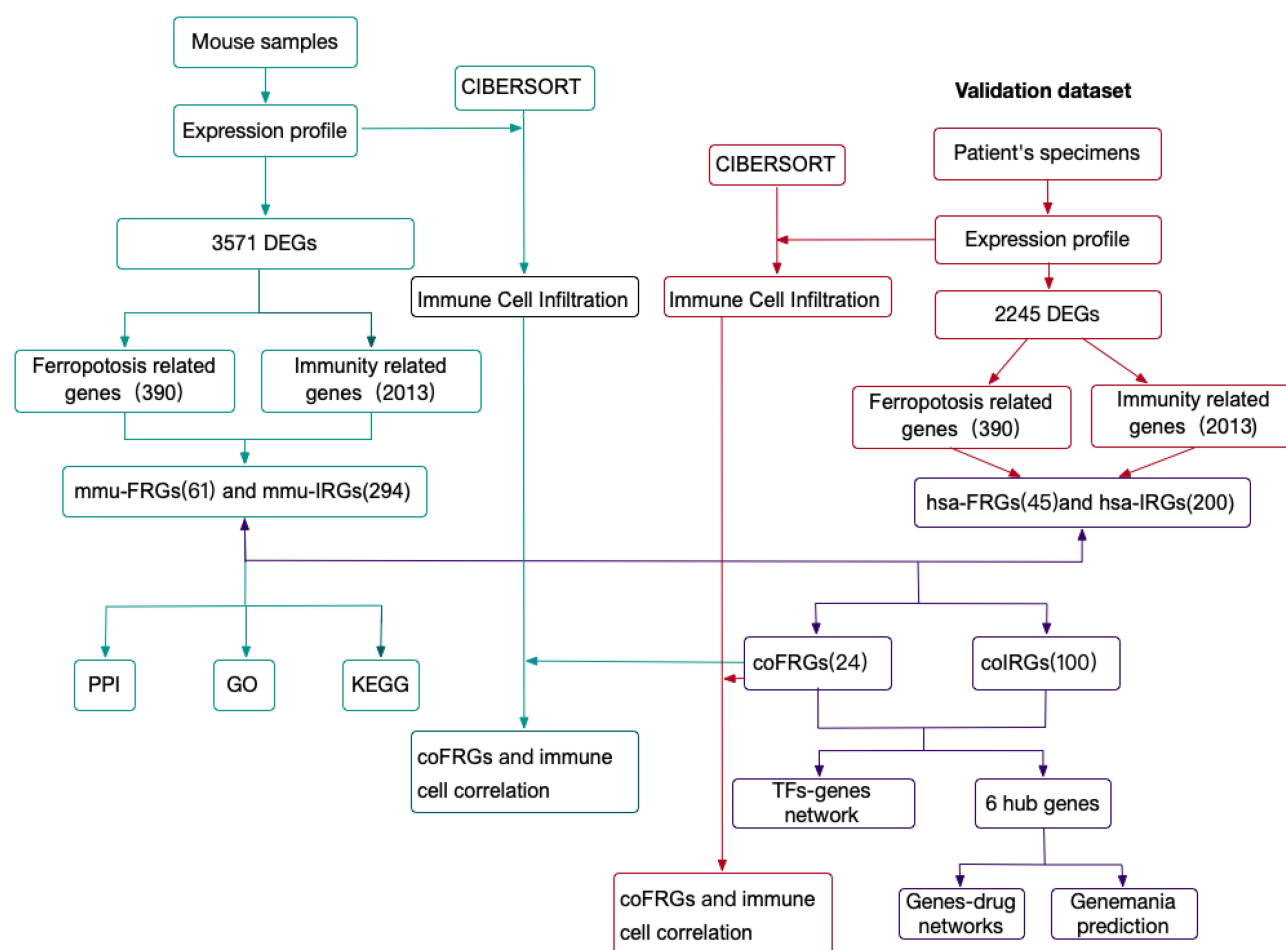 Mouse samples
CIBERSORT
Validation dataset
Expression profile
Patient's specimens
CIBERSORT
3571 DEGs
Expression profile
Immune Cell Infiltration
Immune Cell Infiltration
2245 DEGs
Ferropotosis related
genes（390）
Immunity related
genes（2013）
Ferropotosis related
genes（390）
Immunity related
genes（2013）
mmu-FRGs(61) and mmu-IRGs(294)
hsa-FRGs(45)and hsa-IRGs(200)
coFRGs(24)
coIRGs(100)
PPI
GO
KEGG
coFRGs and immune
cell correlation
TFs-genes
network
6 hub genes
coFRGs and immune
cell correlation
Genes-drug
networks
Genemania
prediction